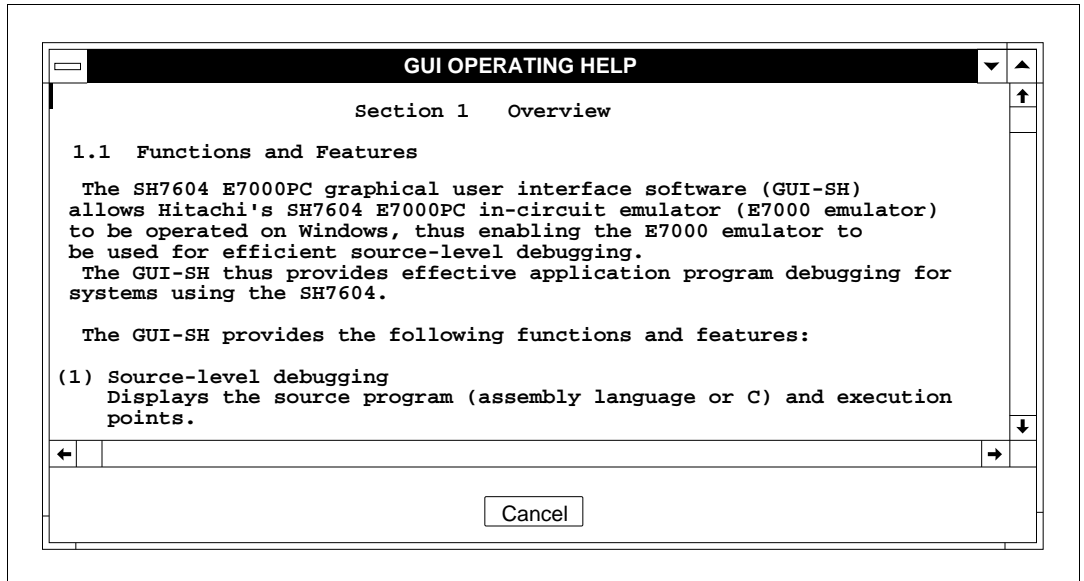 GUI OPERATING HELP
Section 1 Overview
1.1 Functions and Features
The SH7604 E7000PC graphical user interface software (GUI-SH)
allows Hitachi's SH7604 E7000PC in-circuit emulator (E7000 emulator)
to be operated on Windows, thus enabling the E7000 emulator to
be used for efficient source-level debugging.
The GUI-SH thus provides effective application program debugging for
systems using the SH7604.
The GUI-SH provides the following functions and features:
(1) Source-level debugging
Displays the source program (assembly language or C) and execution
points.
Cancel